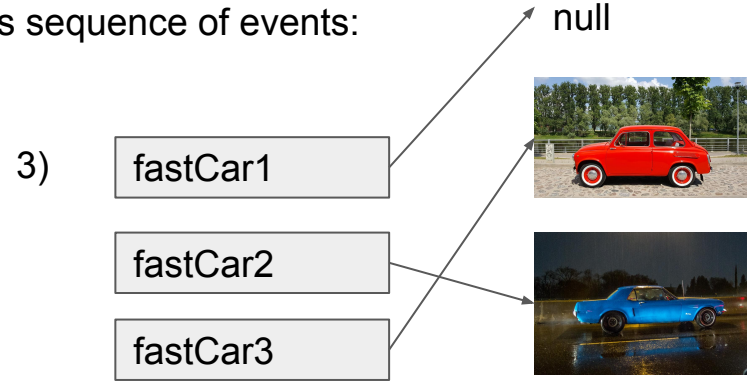 s sequence of events:
null
3)
fastCar1
fastCar2
fastCar3